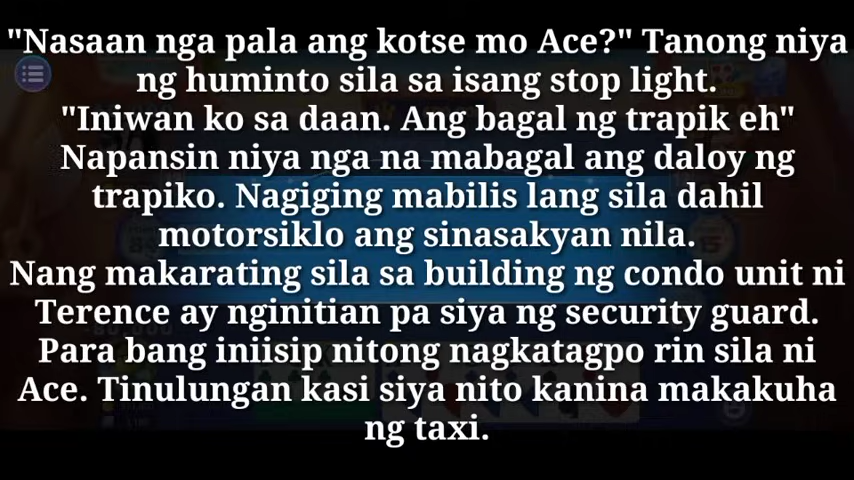 "Nasaan nga pala ang kotse mo Ace?" Tanong niya
ng huminto sila sa isang stop light.
"Iniwan ko sa daan. Ang bagal ng trapik eh"
Napansin niya nga na mabagal ang daloy ng
trapiko. Nagiging mabilis lang sila dahil
motorsiklo ang sinasakyan nila.
Nang makarating sila sa building ng condo unit ni
Terence ay nginitian pa siya ng security guard.
Para bang iniisip nitong nagkatagpo rin sila ni
Ace. Tinulungan kasi siya nito kanina makakuha
ng taxi.